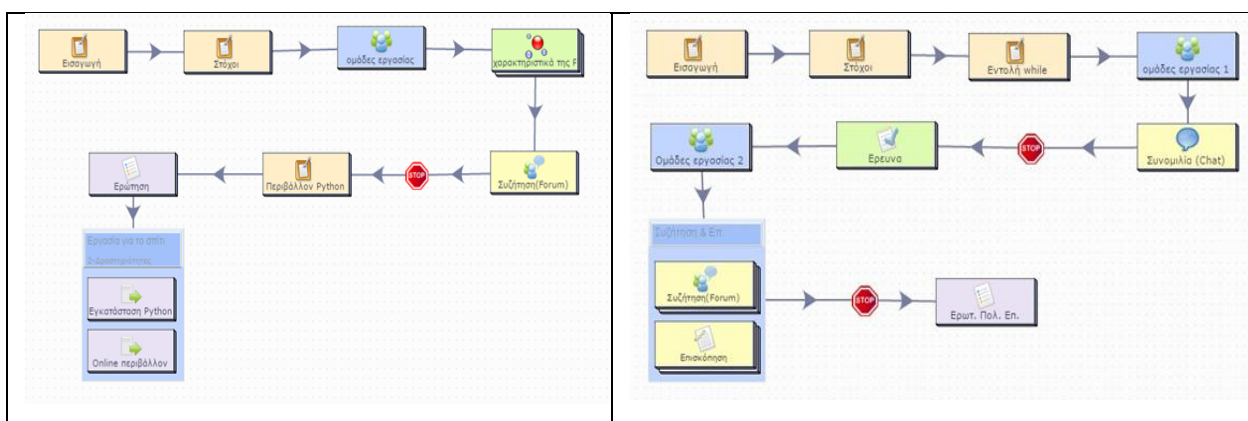 Εισαγωγή
Στόχοι
ομάδες εργασίας
χαρακτηριστικά της P
Συζήτηση(Forum)
STOP
Περιβάλλον Python
Ερώτηση
Εργασία για το σπίτι
2-Δραστηριότητες
Εγκατάσταση Python
Online περιβάλλον
Εισαγωγή
Στόχοι
Εντολή while
ομάδες εργασίας 1
Συνομιλία (Chat)
STOP
Ερευνα
Ομάδες εργασίας 2
Συζήτηση & Επ.
Συζήτηση(Forum)
Επισκόπηση
STOP
Ερωτ. Πολ. Επ.